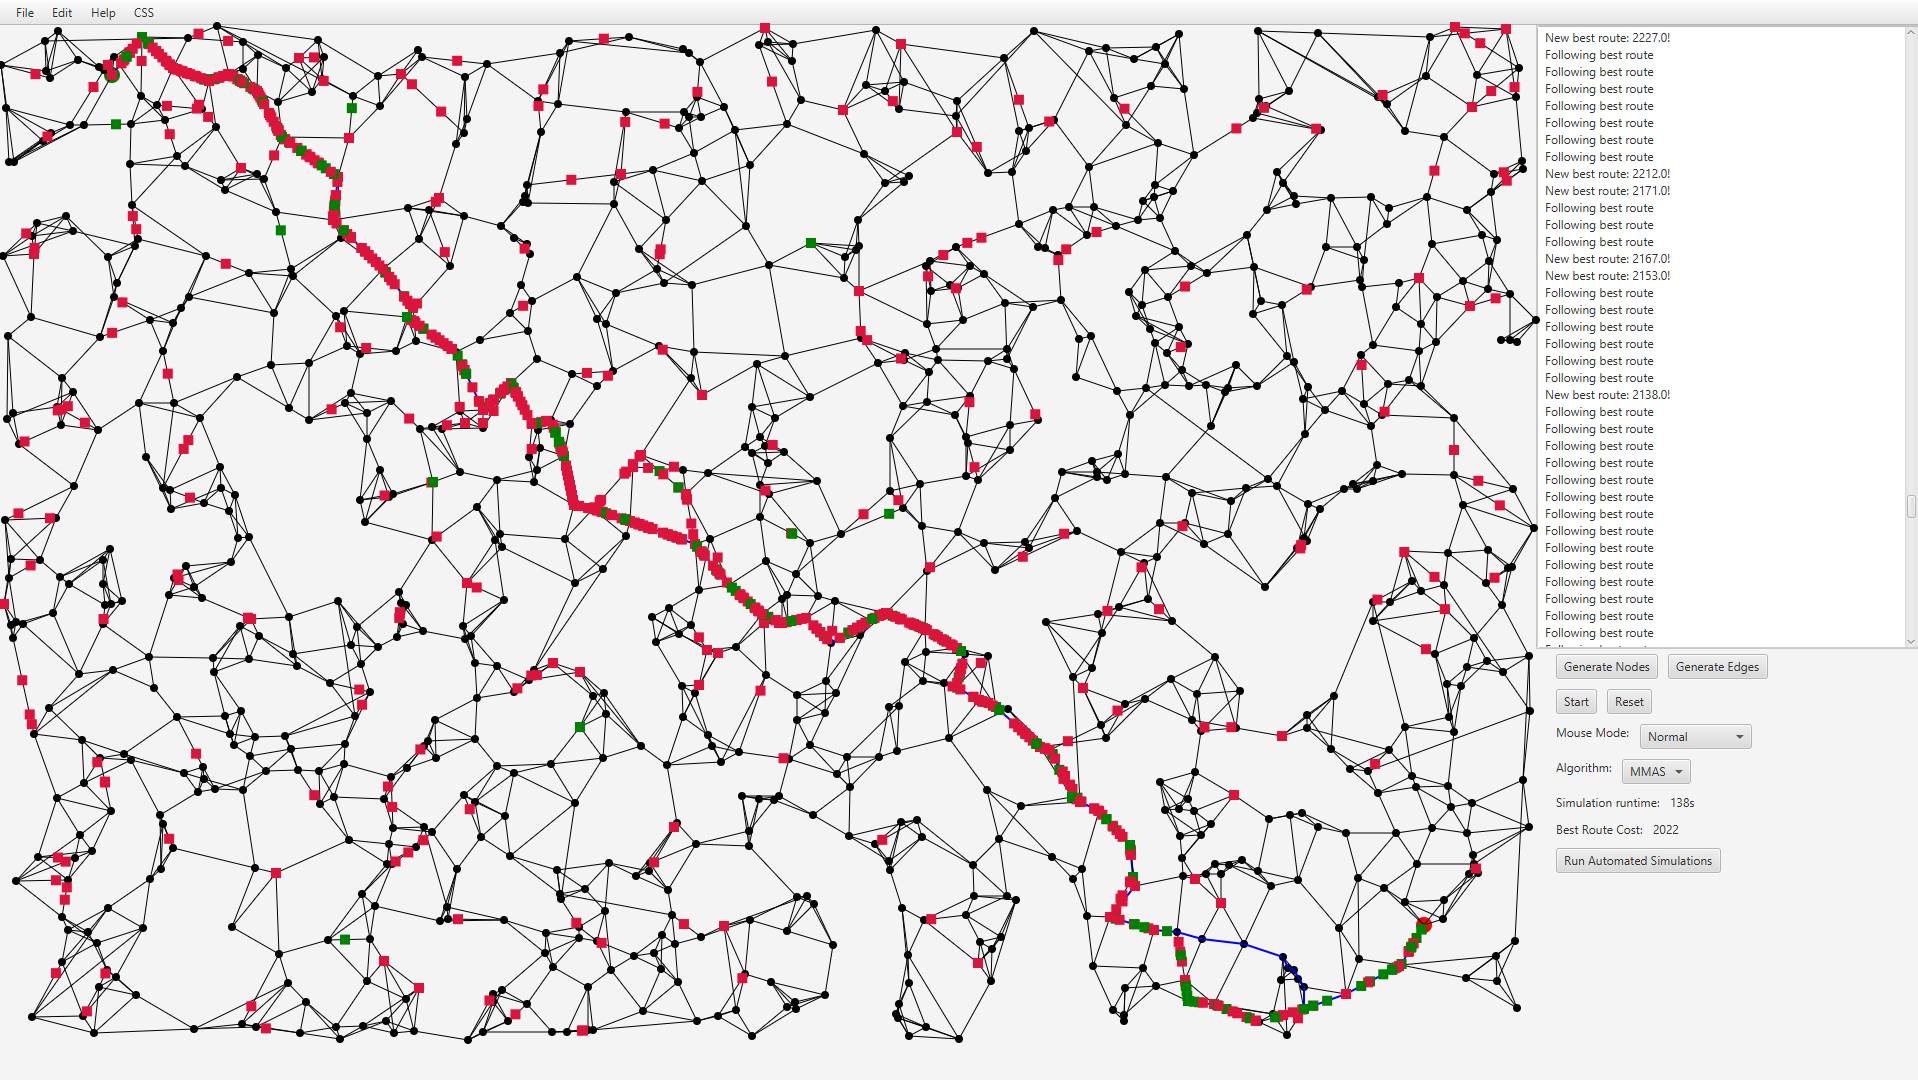 File Edit Help CSS
New best route: 2227.0!
Following best route
Following best route
Following best route
Following best route
Following best route
Following best route
Following best route
New best route: 2212.0!
New best route: 2171.0!
Following best route
Following best route
Following best route
New best route: 2167.0!
New best route: 2153.0!
Following best route
Following best route
Following best route
Following best route
Following best route
Following best route
New best route: 2138.0!
Following best route
Following best route
Following best route
Following best route
Following best route
Following best route
Following best route
Following best route
Following best route
Following best route
Following best route
Following best route
Following best route
Following best route
Generate Nodes Generate Edges
Start Reset
Mouse Mode: Normal
Algorithm: MMAS
Simulation runtime: 138s
Best Route Cost: 2022
Run Automated Simulations